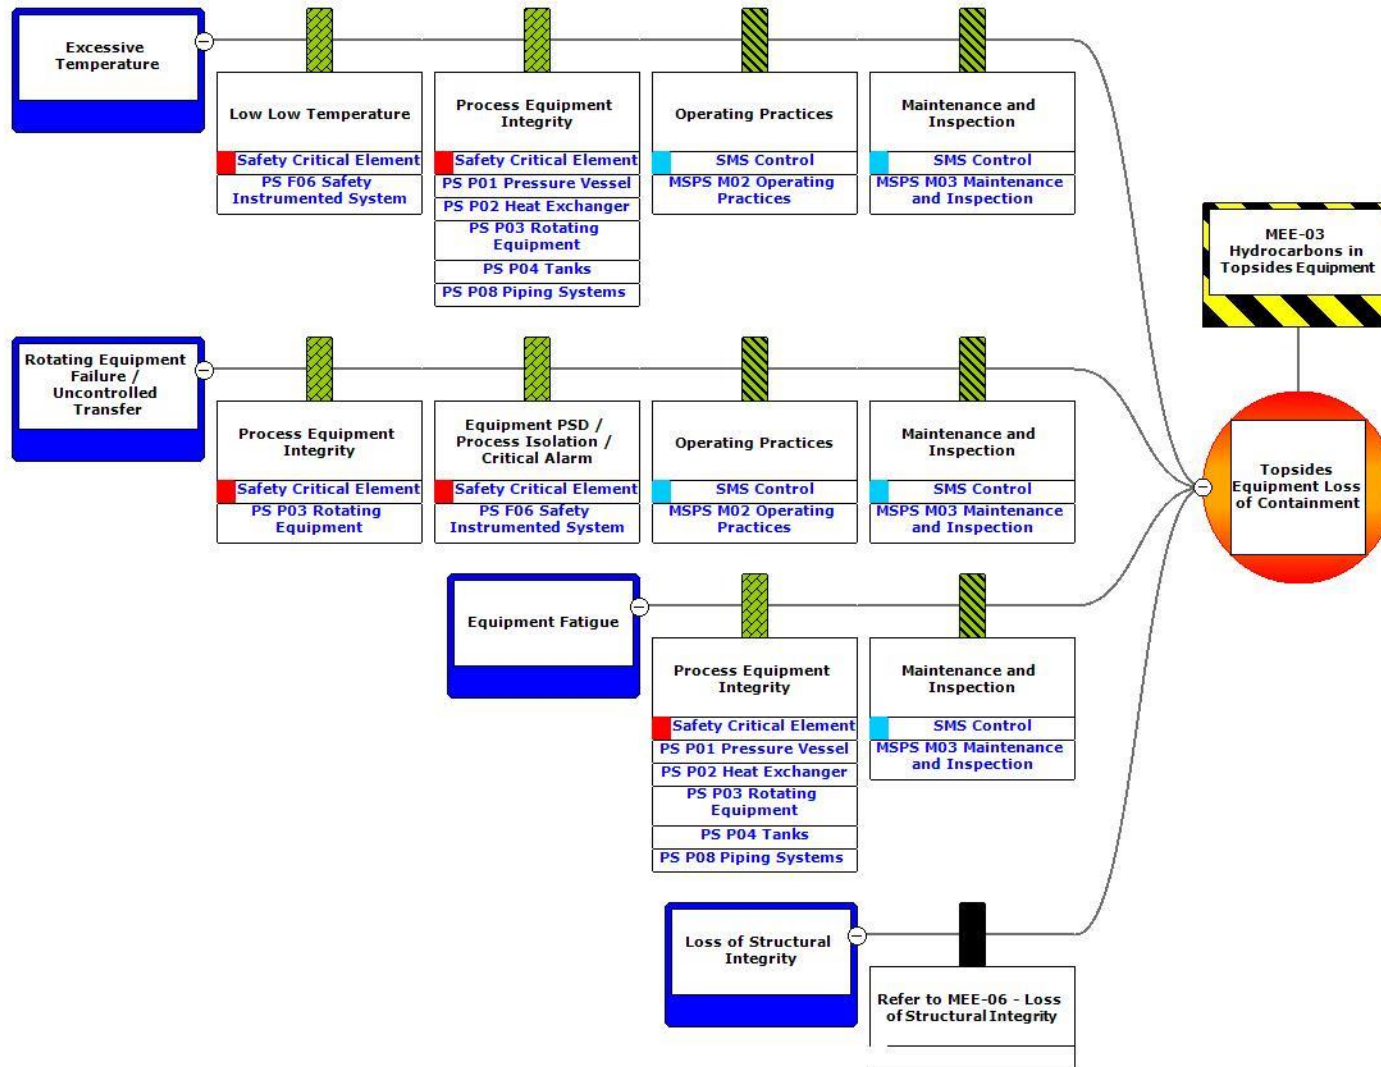 Excessive
Temperature
Low Low Temperature
Safety Critical Element
PS F06 Safety
Instrumented System
Process Equipment
Integrity
Safety Critical Element
PS P01 Pressure Vessel
PS P02 Heat Exchanger
PS P03 Rotating
Equipment
PS P04 Tanks
PS P08 Piping Systems
Operating Practices
SMS Control
MSPS M02 Operating
Practices
Maintenance and
Inspection
SMS Control
MSPS M03 Maintenance
and Inspection
MEE-03
Hydrocarbons in
Topsides Equipment
Rotating Equipment
Failure /
Uncontrolled
Transfer
Process Equipment
Integrity
Safety Critical Element
PS P03 Rotating
Equipment
Equipment PSD /
Process Isolation /
Critical Alarm
Safety Critical Element
PS F06 Safety
Instrumented System
Operating Practices
SMS Control
MSPS M02 Operating
Practices
Maintenance and
Inspection
SMS Control
MSPS M03 Maintenance
and Inspection
Topsides
Equipment Loss
of Containment
Equipment Fatigue
Process Equipment
Integrity
Safety Critical Element
PS P01 Pressure Vessel
PS P02 Heat Exchanger
PS P03 Rotating
Equipment
PS P04 Tanks
PS P08 Piping Systems
Maintenance and
Inspection
SMS Control
MSPS M03 Maintenance
and Inspection
Loss of Structural
Integrity
Refer to MEE-06 - Loss
of Structural Integrity